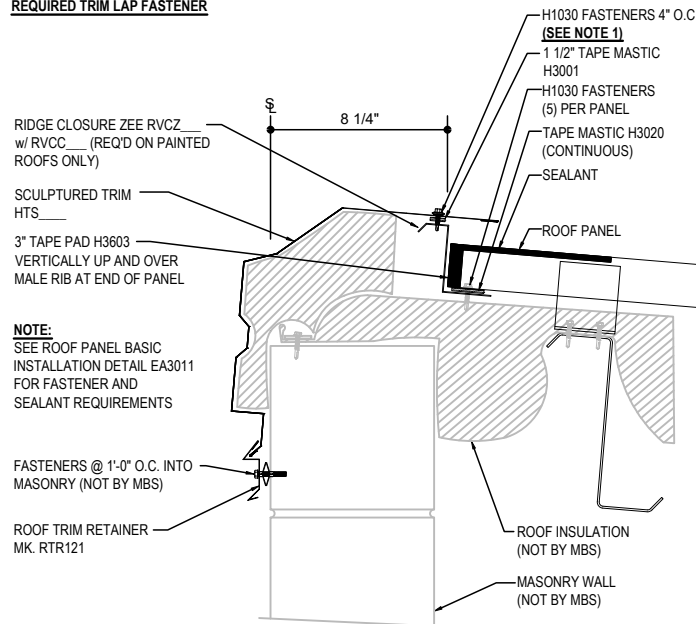 REQUIRED TRIM LAP FASTENER
H1030 FASTENERS 4" O.C
(SEE NOTE 1)
1 1/2" TAPE MASTIC
H3001
H1030 FASTENERS
(5) PER PANEL
TAPE MASTIC H3020
(CONTINUOUS)
SEALANT
ROOF PANEL
8 1/4"
RIDGE CLOSURE ZEE RVCZ___
w/ RVCC___ (REQ'D ON PAINTED
ROOFS ONLY)
SCULPTURED TRIM
HTS____
3" TAPE PAD H3603
VERTICALLY UP AND OVER
MALE RIB AT END OF PANEL
NOTE:
SEE ROOF PANEL BASIC
INSTALLATION DETAIL EA3011
FOR FASTENER AND
SEALANT REQUIREMENTS
FASTENERS @ 1'-0" O.C. INTO
MASONRY (NOT BY MBS)
ROOF TRIM RETAINER
MK. RTR121
ROOF INSULATION
(NOT BY MBS)
MASONRY WALL
(NOT BY MBS)